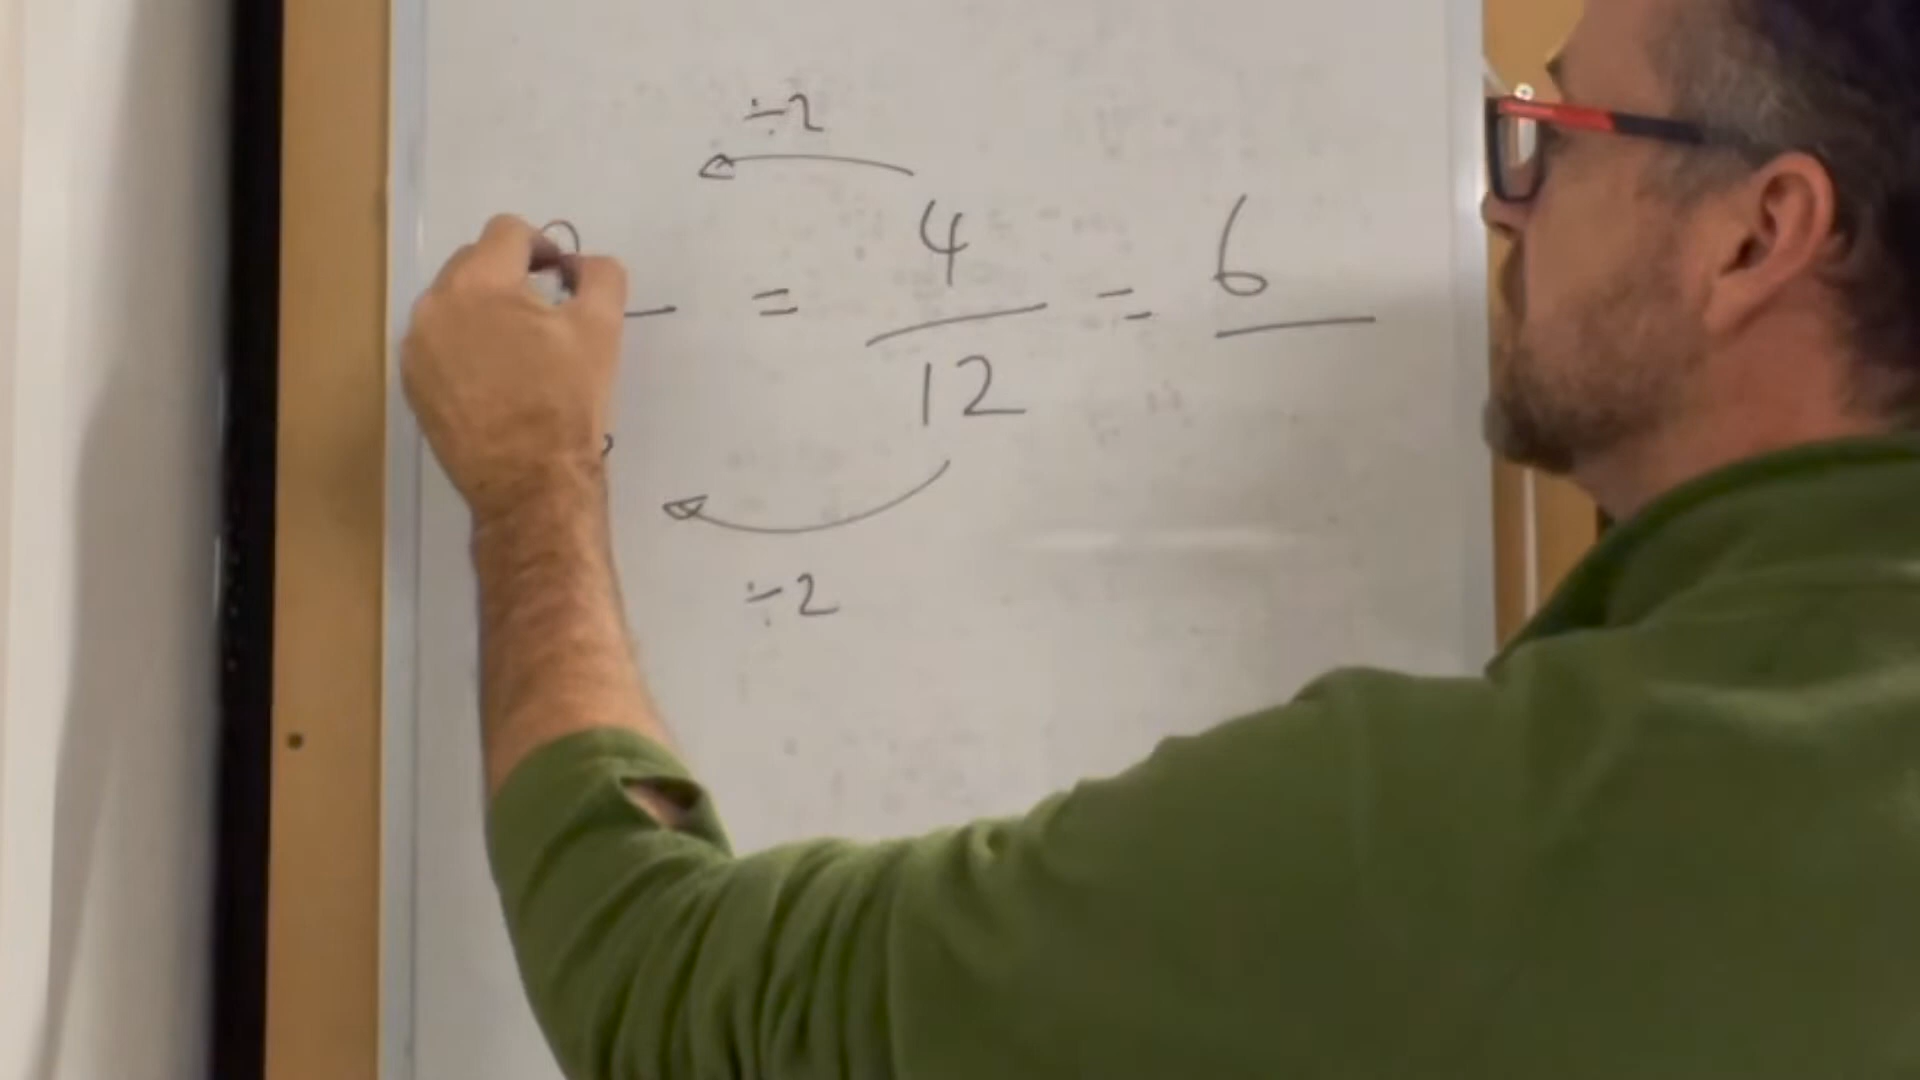 ÷2
= 4/12 = 6/
÷2